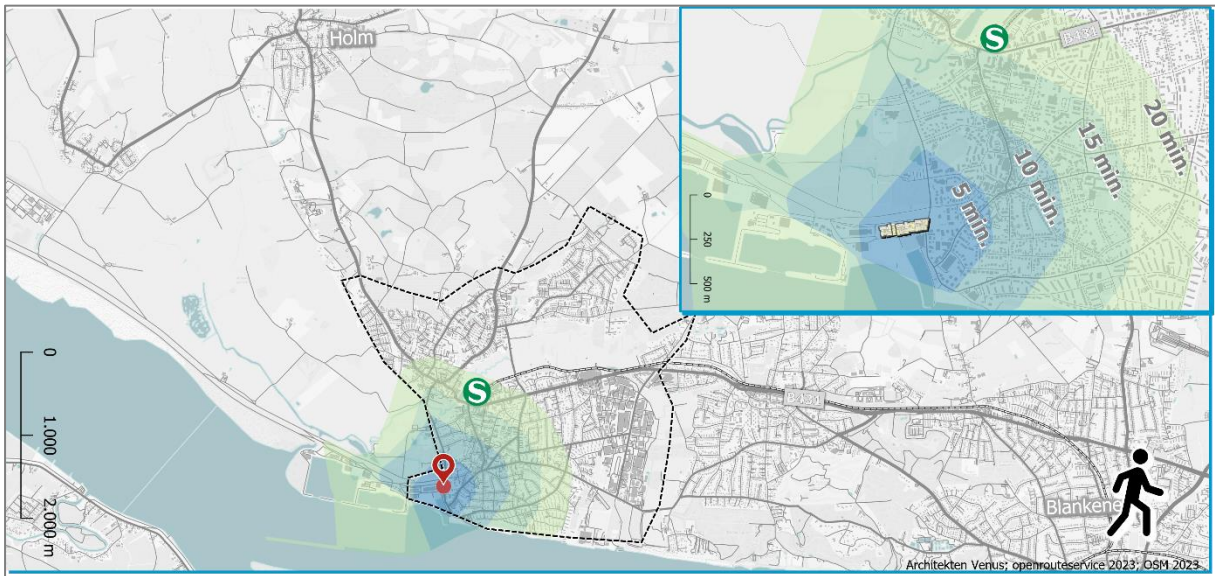 Holm
S
B431
20 min.
15 min.
10 min.
5 min.
0
250
500 m
0
1.000
2.000 m
S
B431
Blankene
Architekten Venus; openrouteservice 2023; OSM 2023